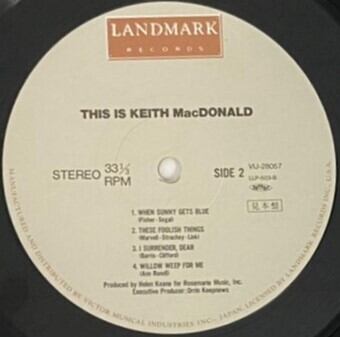 LANDMARK
RECORDS
THIS IS KEITH MacDONALD
STEREO 33⅓ RPM
SIDE 2
VIJ-28057
LLP-503-B
見本盤
1. WHEN SUNNY GETS BLUE
(Fisher - Segal)
2. THESE FOOLISH THINGS
(Marvell - Strachey - Link)
3. I SURRENDER, DEAR
(Barris - Clifford)
4. WILLOW WEEP FOR ME
(Ann Ronell)
Produced by Helen Keane for Rosemarie Music, Inc.
Executive Producer: Orrin Keepnews
MANUFACTURED AND DISTRIBUTED BY VICTOR MUSICAL INDUSTRIES INC., JAPAN, LICENSED BY LANDMARK RECORDS INC., U.S.A.